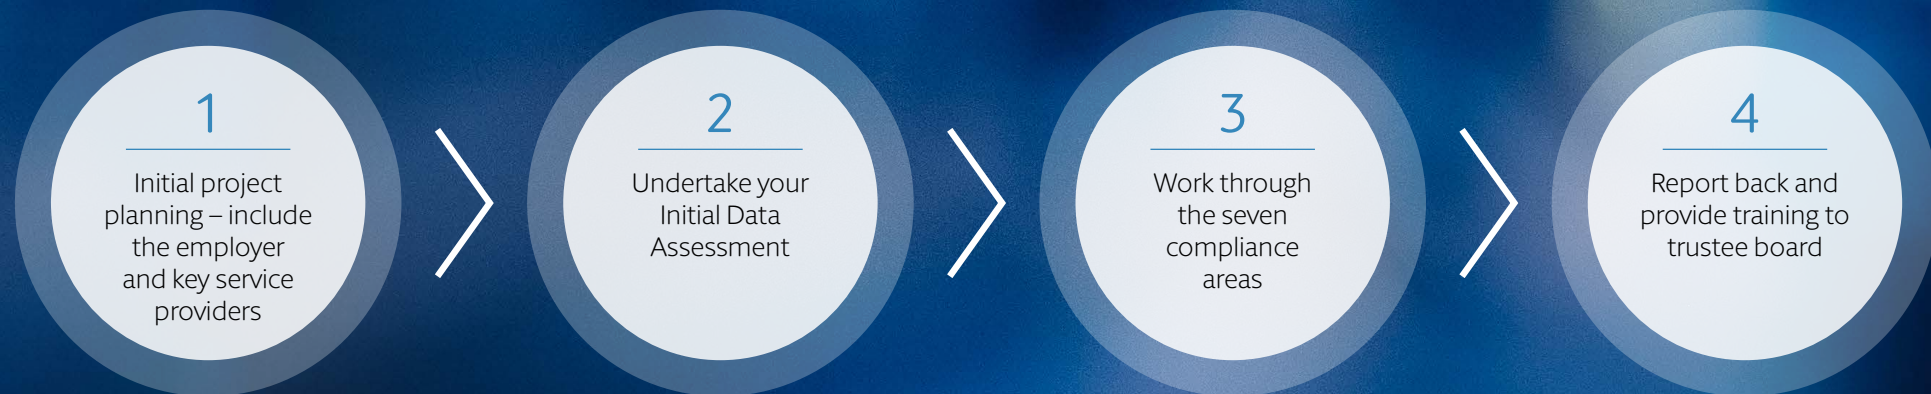 1
Initial project
planning – include
the employer
and key service
providers
2
Undertake your
Initial Data
Assessment
3
Work through
the seven
compliance
areas
4
Report back and
provide training to
trustee board